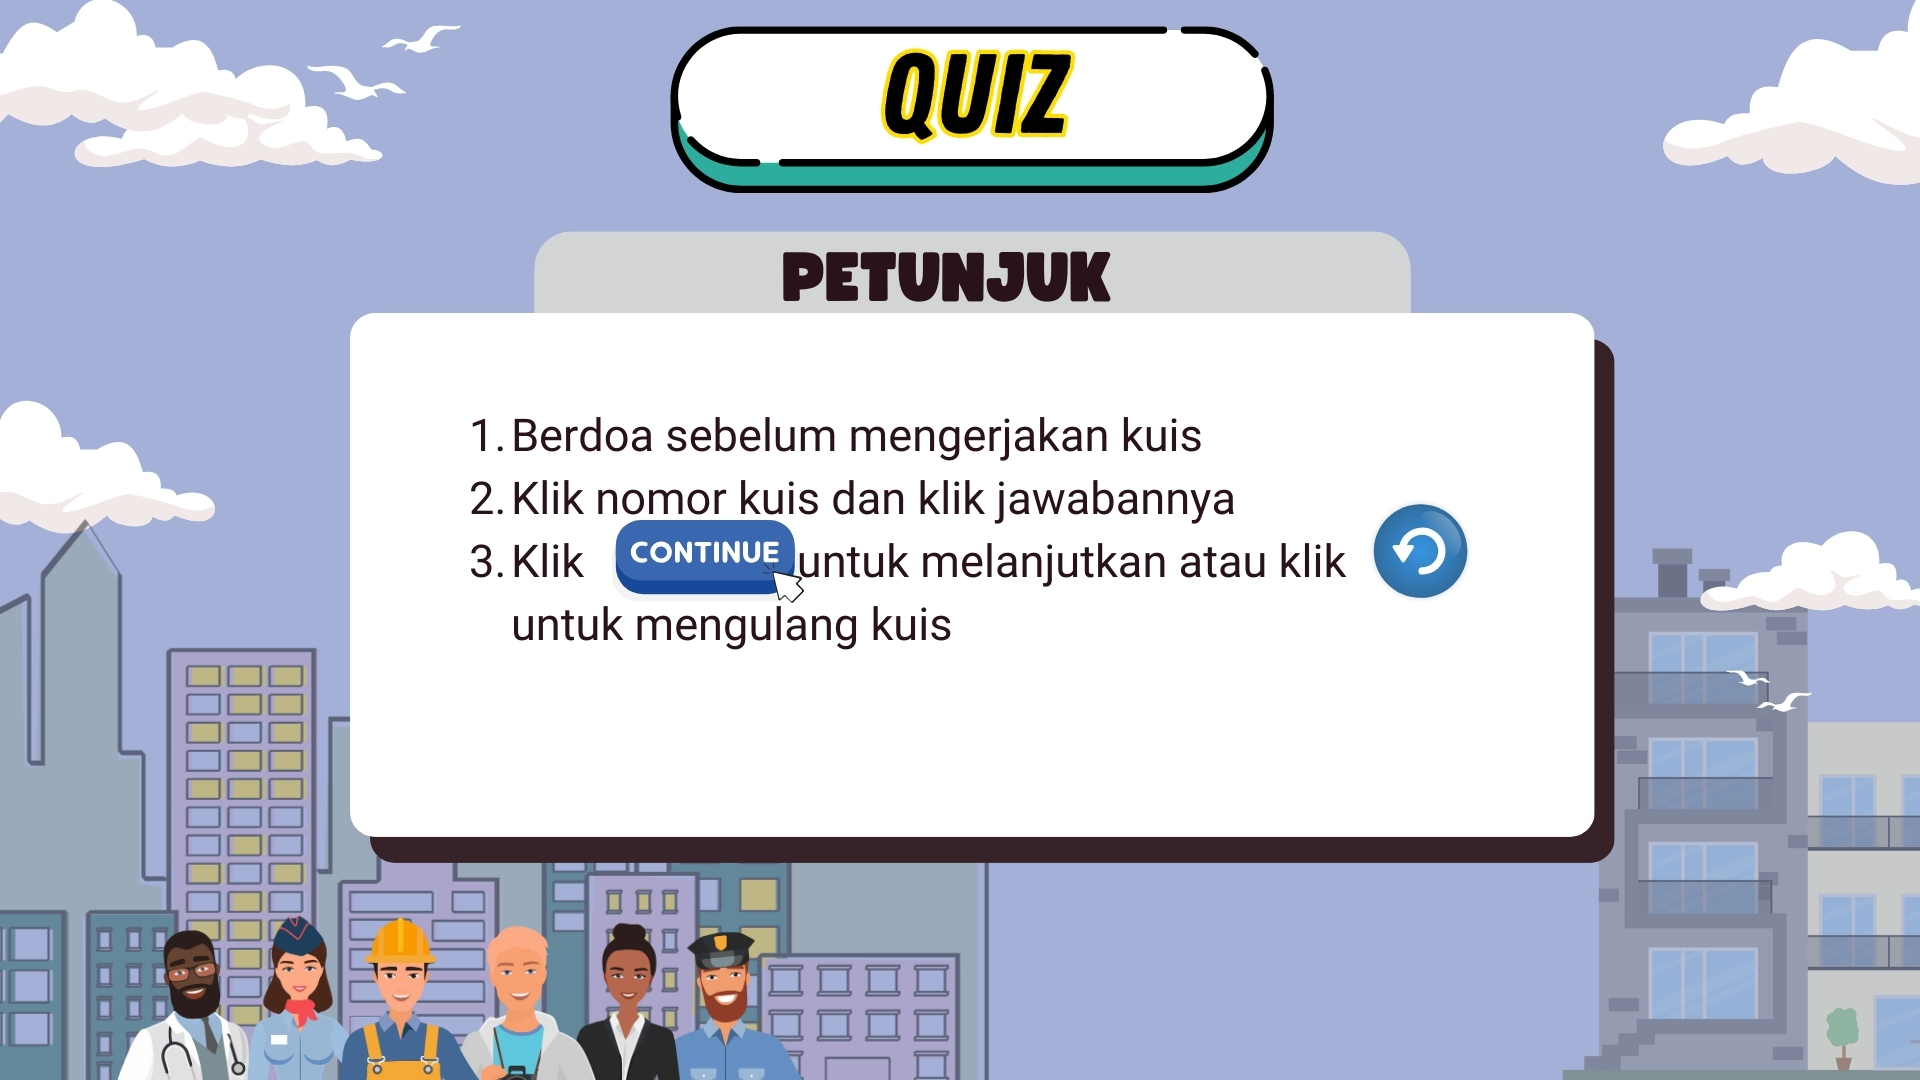 QUIZ
PETUNJUK
1. Berdoa sebelum mengerjakan kuis
2. Klik nomor kuis dan klik jawabannya
3. Klik CONTINUE untuk melanjutkan atau klik
untuk mengulang kuis